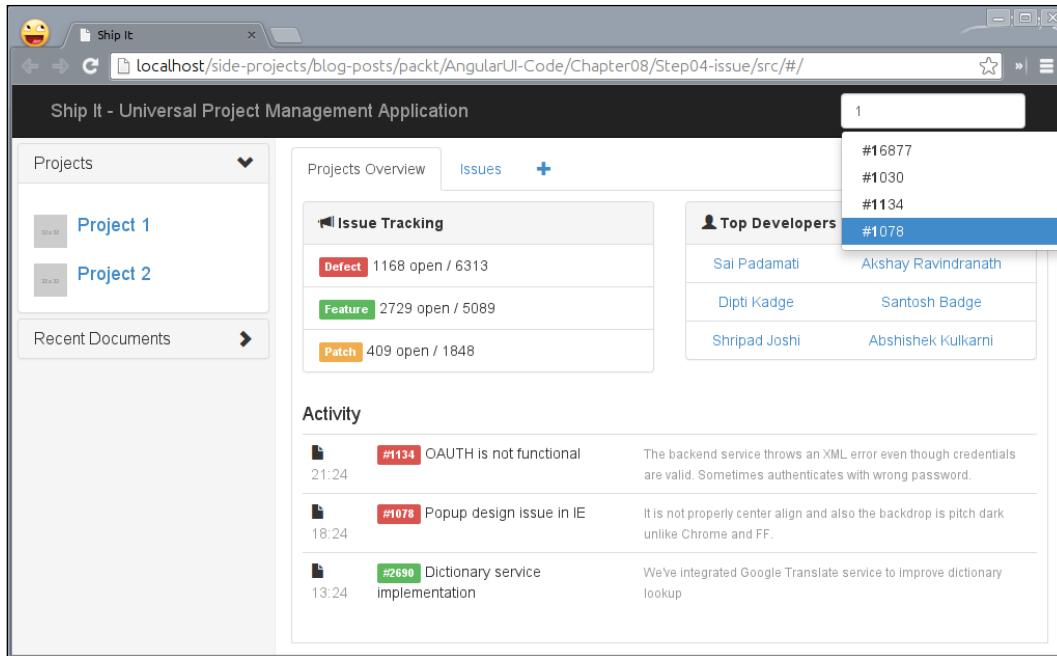 Ship It
localhost/side-projects/blog-posts/packt/AngularUI-Code/Chapter08/Step04-issue/src/#/
Ship It - Universal Project Management Application
1
#16877
#1030
#1134
#1078
Projects
Project 1
Project 2
Recent Documents
Projects Overview
Issues
Issue Tracking
Defect 1168 open / 6313
Feature 2729 open / 5089
Patch 409 open / 1848
Top Developers
Sai Padamati Akshay Ravindranath
Dipti Kadge Santosh Badge
Shripad Joshi Abshishek Kulkarni
Activity
21:24
#1134 OAUTH is not functional
The backend service throws an XML error even though credentials
are valid. Sometimes authenticates with wrong password.
18:24
#1078 Popup design issue in IE
It is not properly center align and also the backdrop is pitch dark
unlike Chrome and FF.
13:24
#2690 Dictionary service
implementation
We've integrated Google Translate service to improve dictionary
lookup